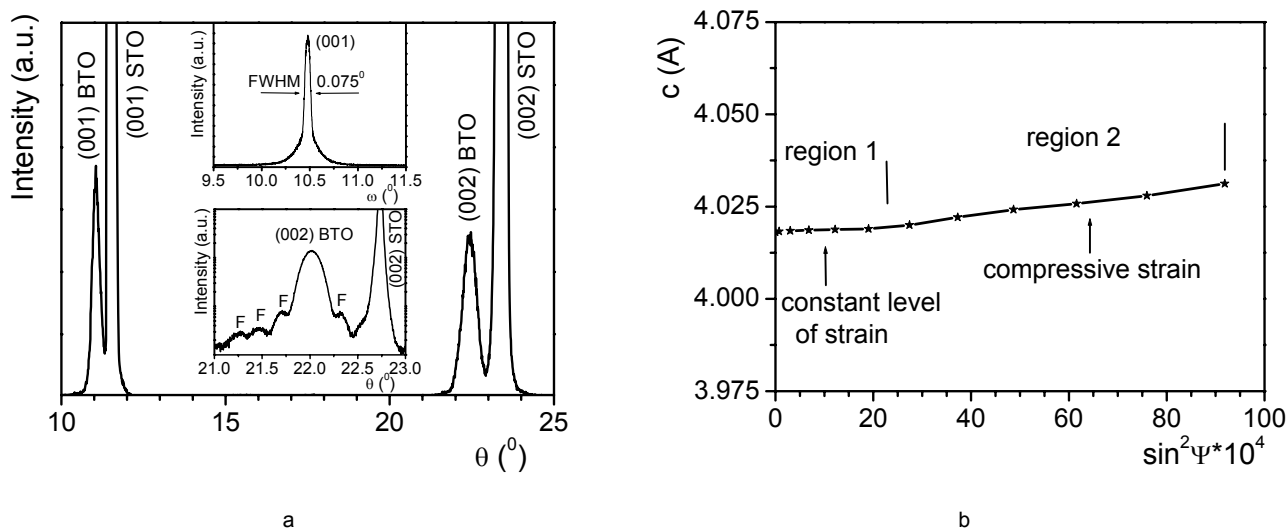 Intensity (a.u.)
(001) BTO
(001) STO
(002) BTO
(002) STO
10 15 20 25
θ (⁰)
Intensity (a.u.)
(001)
FWHM 0.075⁰
9.5 10.0 10.5 11.0 11.5
ω (⁰)
Intensity (a.u.)
(002) BTO
(002) STO
F F F F
21.0 21.5 22.0 22.5 23.0
θ (⁰)
a
c (A)
4.075
4.050
4.025
4.000
3.975
region 1
region 2
constant level
of strain
compressive strain
0 20 40 60 80 100
sin²Ψ*10⁴
b